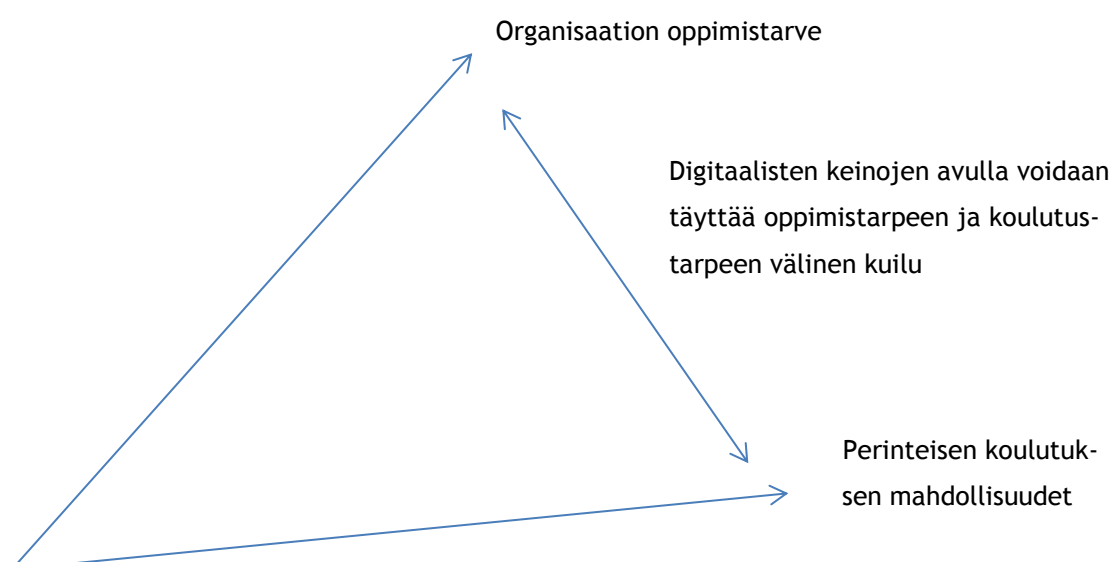 Organisaation oppimistarve
Digitaalisten keinojen avulla voidaan
täyttää oppimistarpeen ja koulutus-
tarpeen välinen kuilu
Perinteisen koulutuk-
sen mahdollisuudet